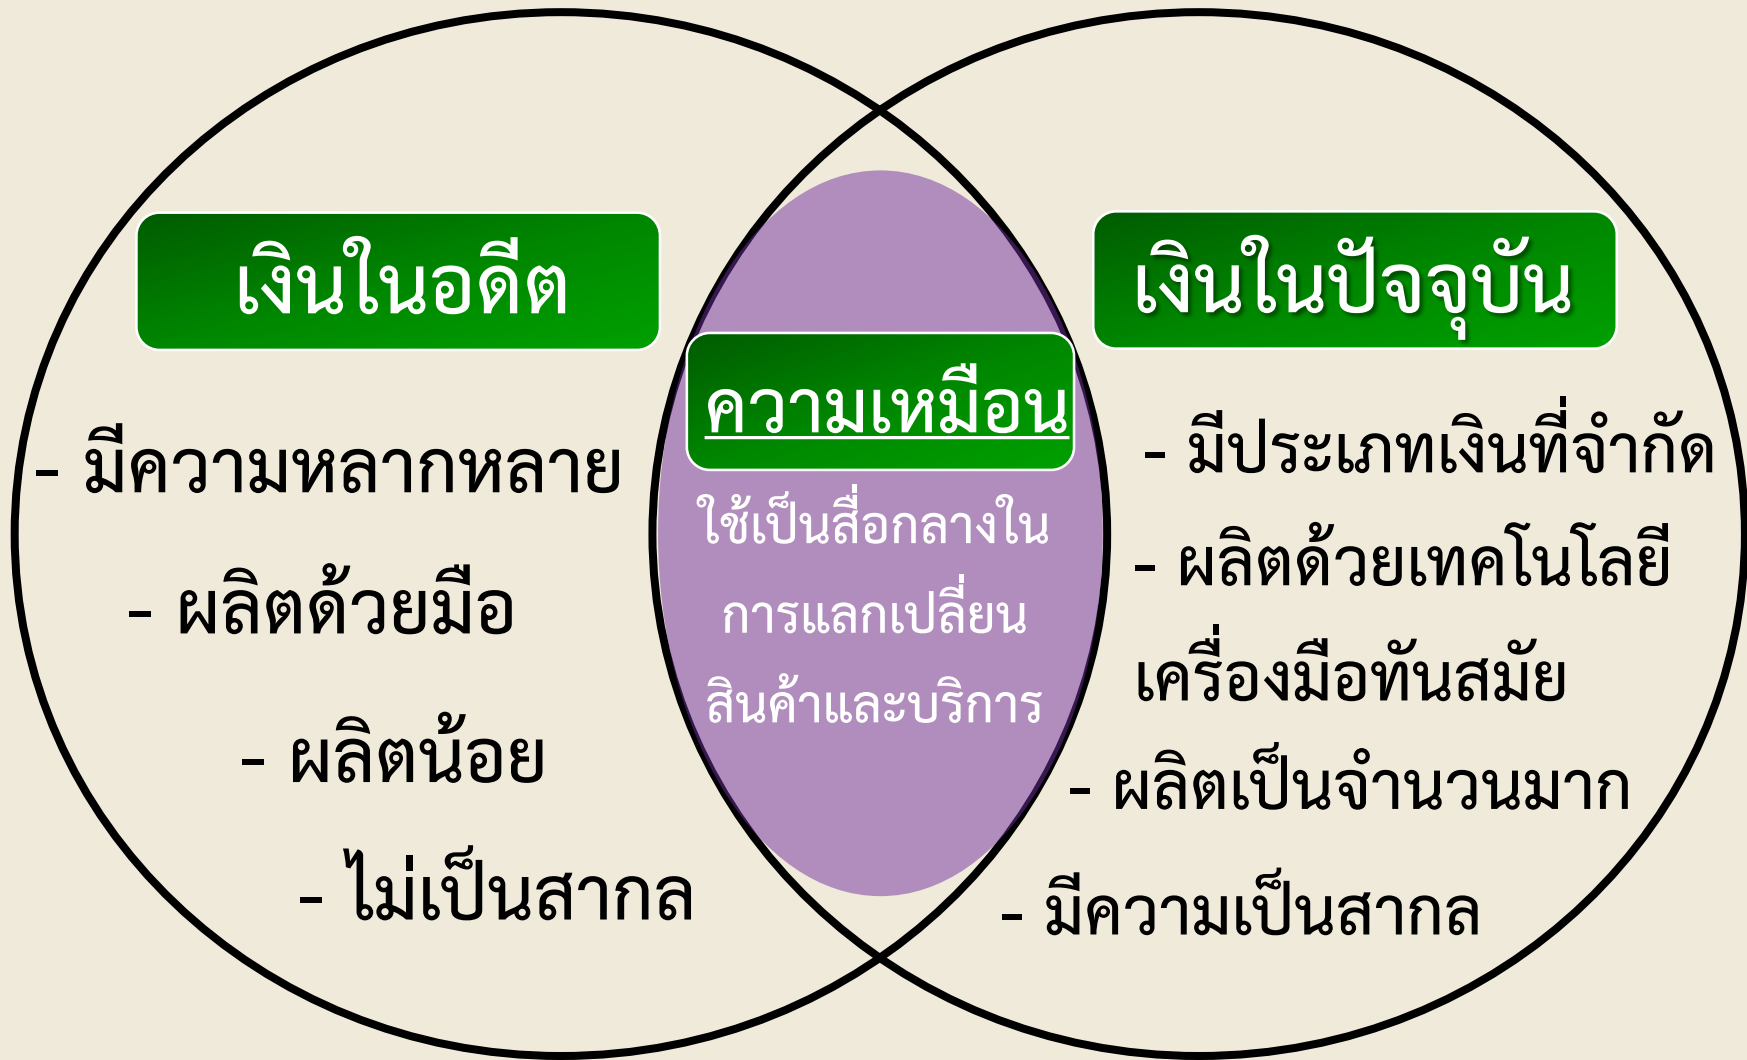 เงินในอดีต
- มีความหลากหลาย
- ผลิตด้วยมือ
- ผลิตน้อย
- ไม่เป็นสากล
ความเหมือน
ใช้เป็นสื่อกลางใน
การแลกเปลี่ยน
สินค้าและบริการ
เงินในปัจจุบัน
- มีประเภทเงินที่จำกัด
- ผลิตด้วยเทคโนโลยี
เครื่องมือทันสมัย
- ผลิตเป็นจำนวนมาก
- มีความเป็นสากล